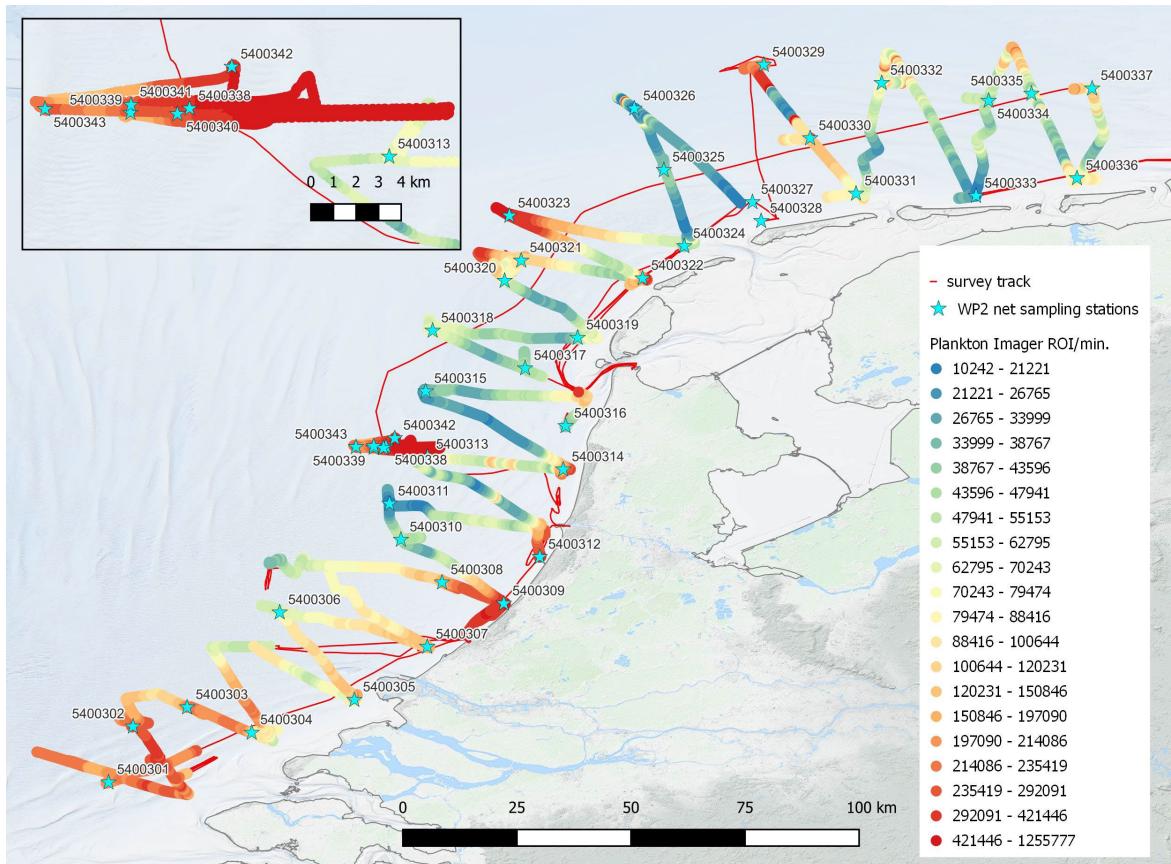 5400342
5400341
5400339
5400338
5400343
5400340
5400313
0 1 2 3 4 km
5400329
5400332
5400335
5400337
5400326
5400334
5400330
5400325
5400336
5400331
5400333
5400327
5400328
5400323
5400324
5400321
5400320
5400322
5400318
5400319
5400317
5400315
5400316
5400342
5400343
5400313
5400339
5400338
5400314
5400311
5400310
5400312
5400308
5400309
5400306
5400307
5400305
5400303
5400302
5400304
5400301
0 25 50 75 100 km
survey track
WP2 net sampling stations
Plankton Imager ROI/min.
10242 - 21221
21221 - 26765
26765 - 33999
33999 - 38767
38767 - 43596
43596 - 47941
47941 - 55153
55153 - 62795
62795 - 70243
70243 - 79474
79474 - 88416
88416 - 100644
100644 - 120231
120231 - 150846
150846 - 197090
197090 - 214086
214086 - 235419
235419 - 292091
292091 - 421446
421446 - 1255777